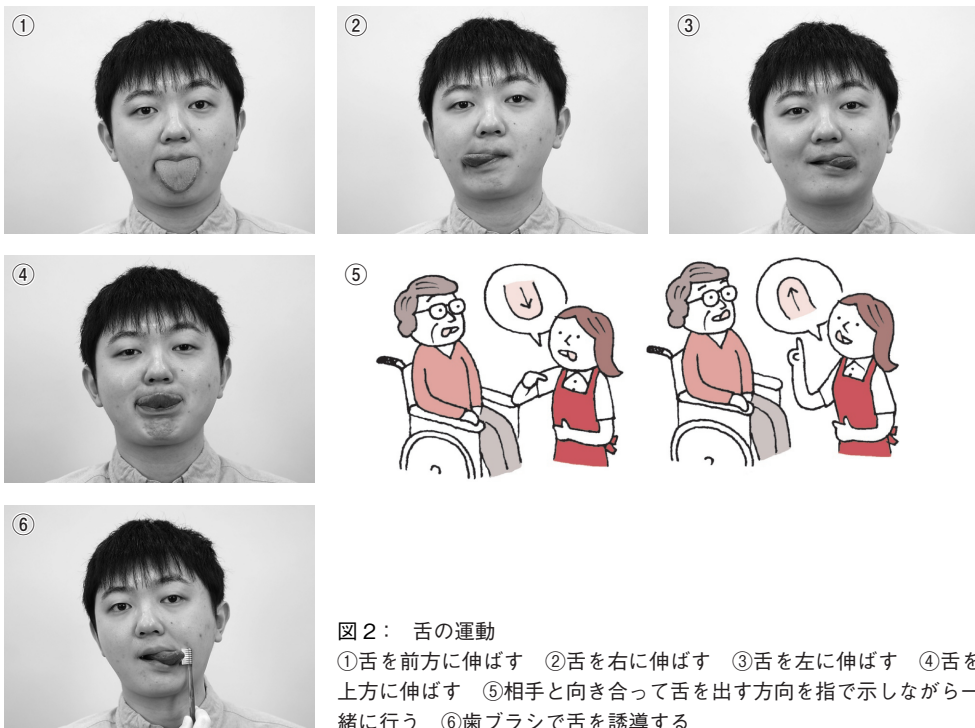 ①
②
③
④
⑤
⑥
図2： 舌の運動
①舌を前方に伸ばす ②舌を右に伸ばす ③舌を左に伸ばす ④舌を
上方に伸ばす ⑤相手と向き合って舌を出す方向を指で示しながら一
緒に行う ⑥歯ブラシで舌を誘導する